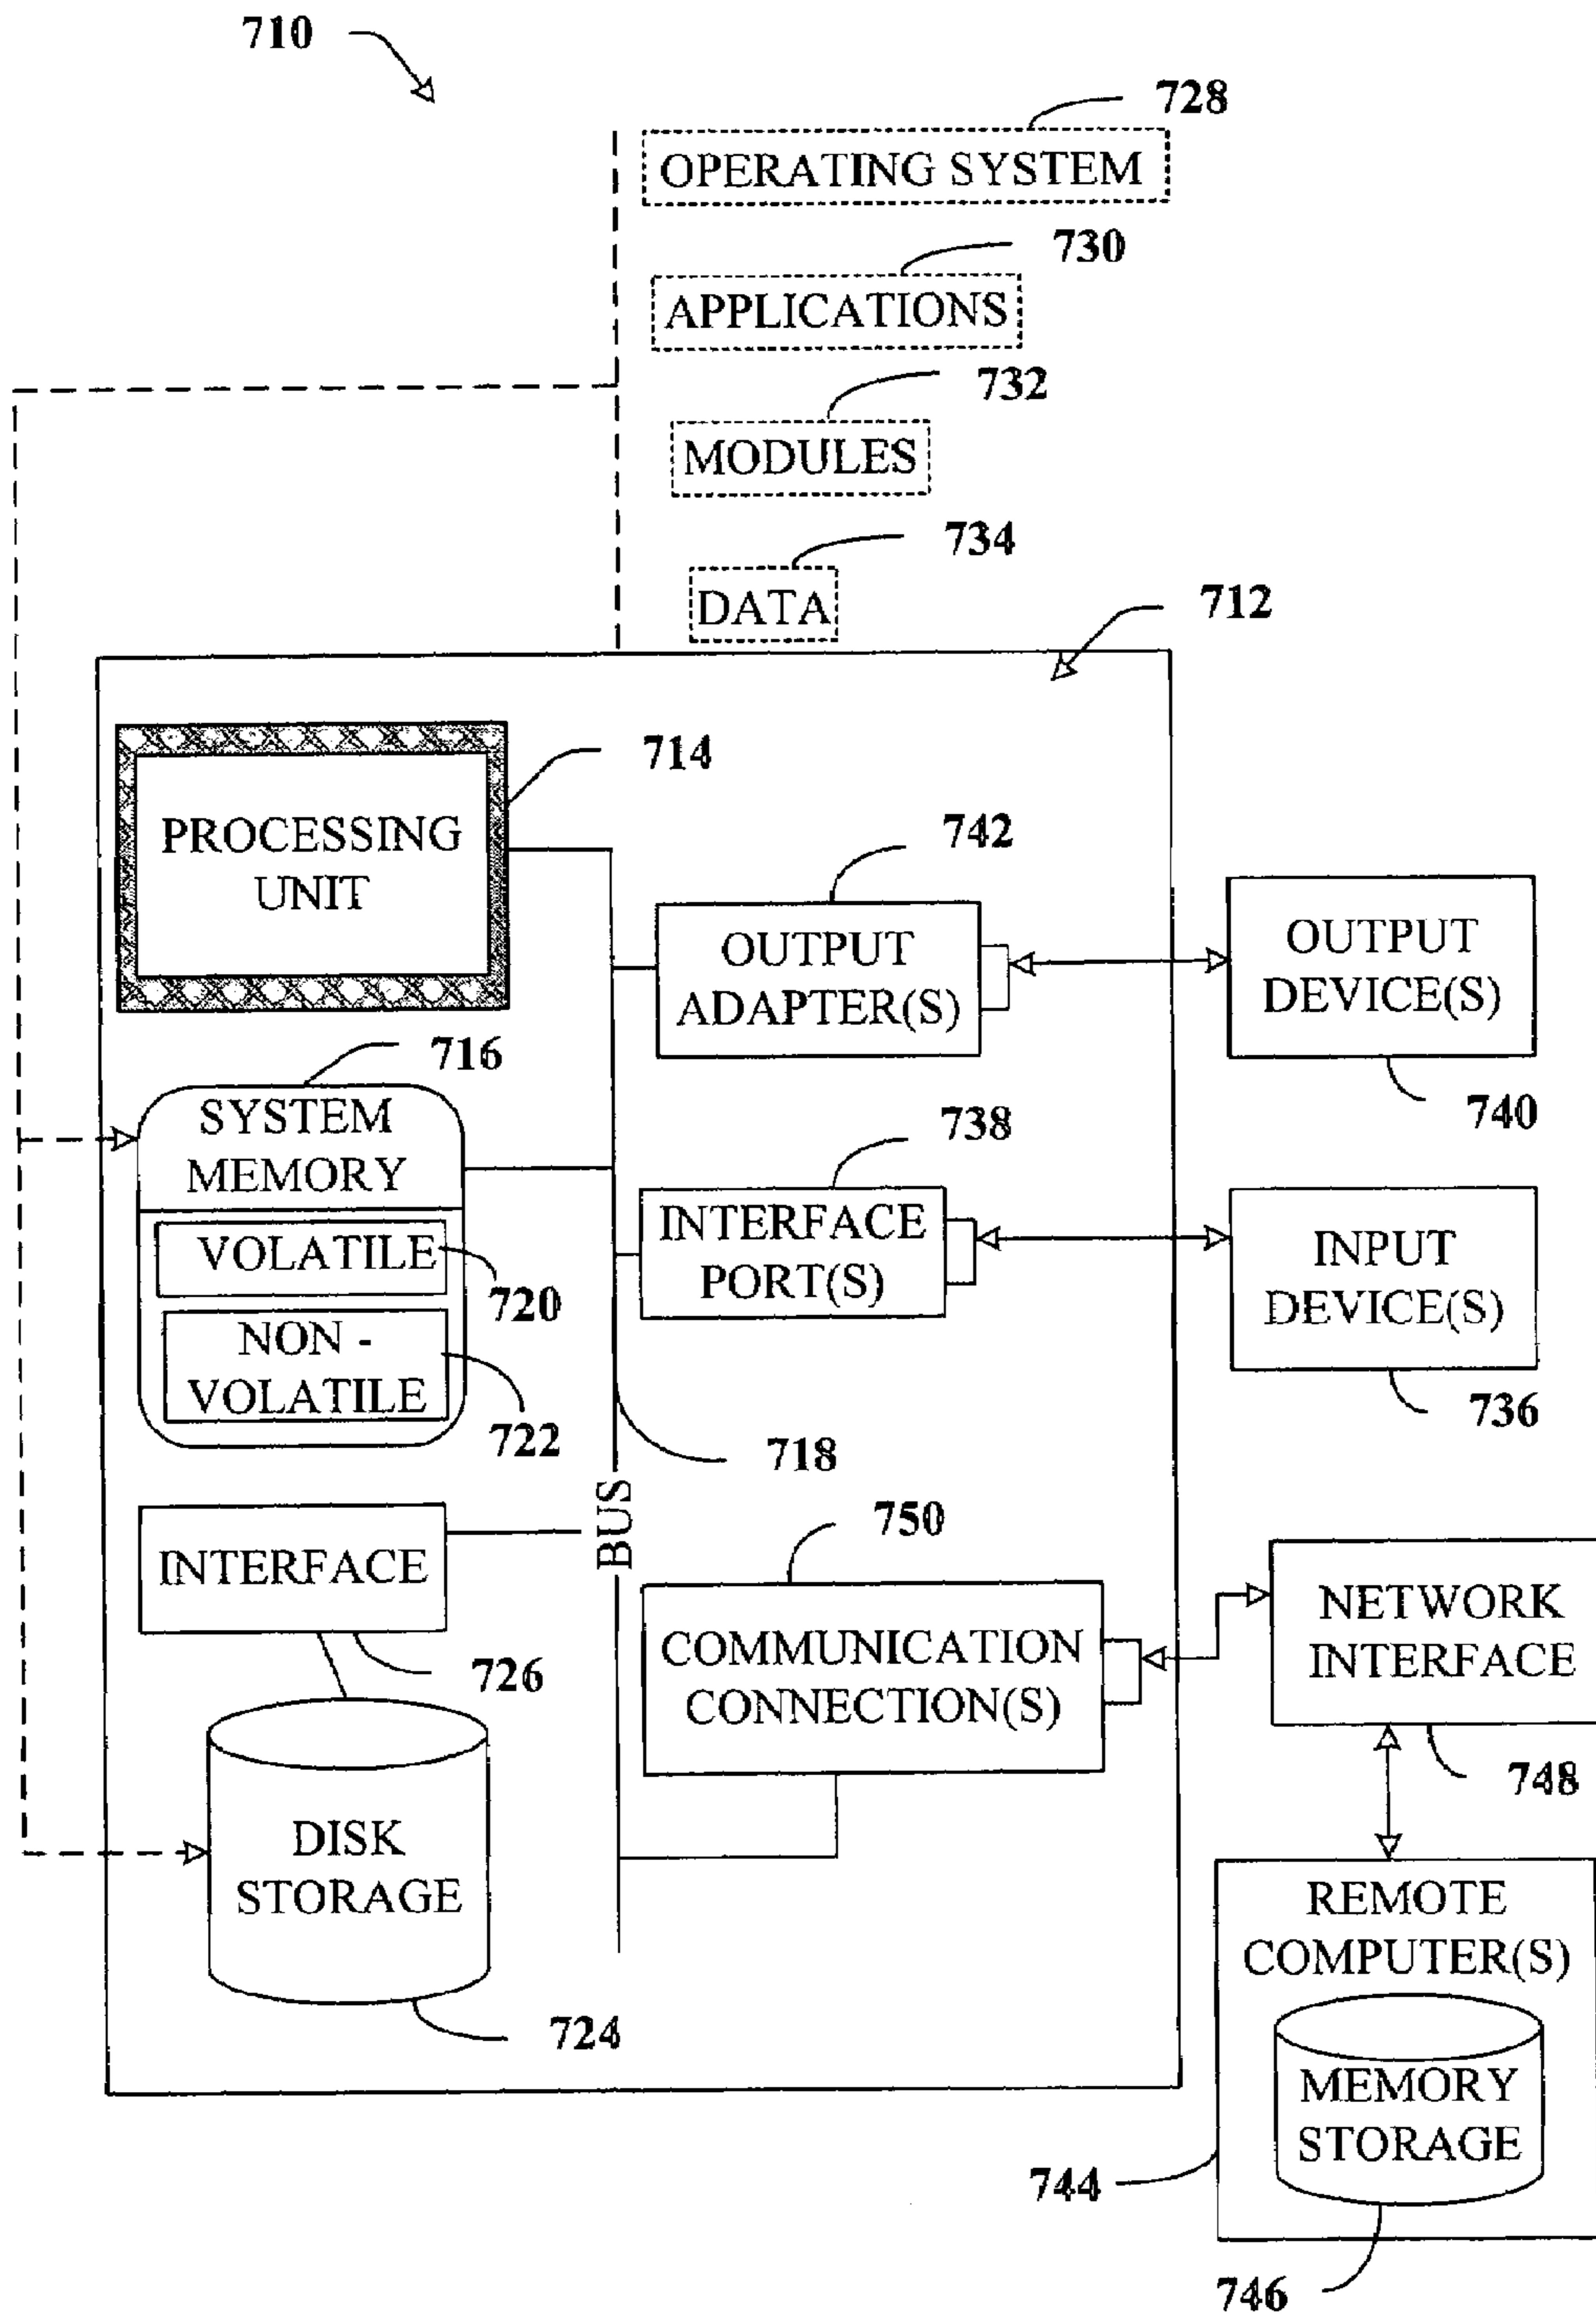 710
728
OPERATING SYSTEM
730
APPLICATIONS
732
MODULES
734
DATA
712
714
PROCESSING
UNIT
742
OUTPUT
ADAPTER(S)
OUTPUT
DEVICE(S)
740
716
SYSTEM
MEMORY
VOLATILE
720
NON -
VOLATILE
722
738
INTERFACE
PORT(S)
INPUT
DEVICE(S)
736
718
BUS
INTERFACE
726
750
COMMUNICATION
CONNECTION(S)
NETWORK
INTERFACE
748
DISK
STORAGE
724
REMOTE
COMPUTER(S)
MEMORY
STORAGE
744
746